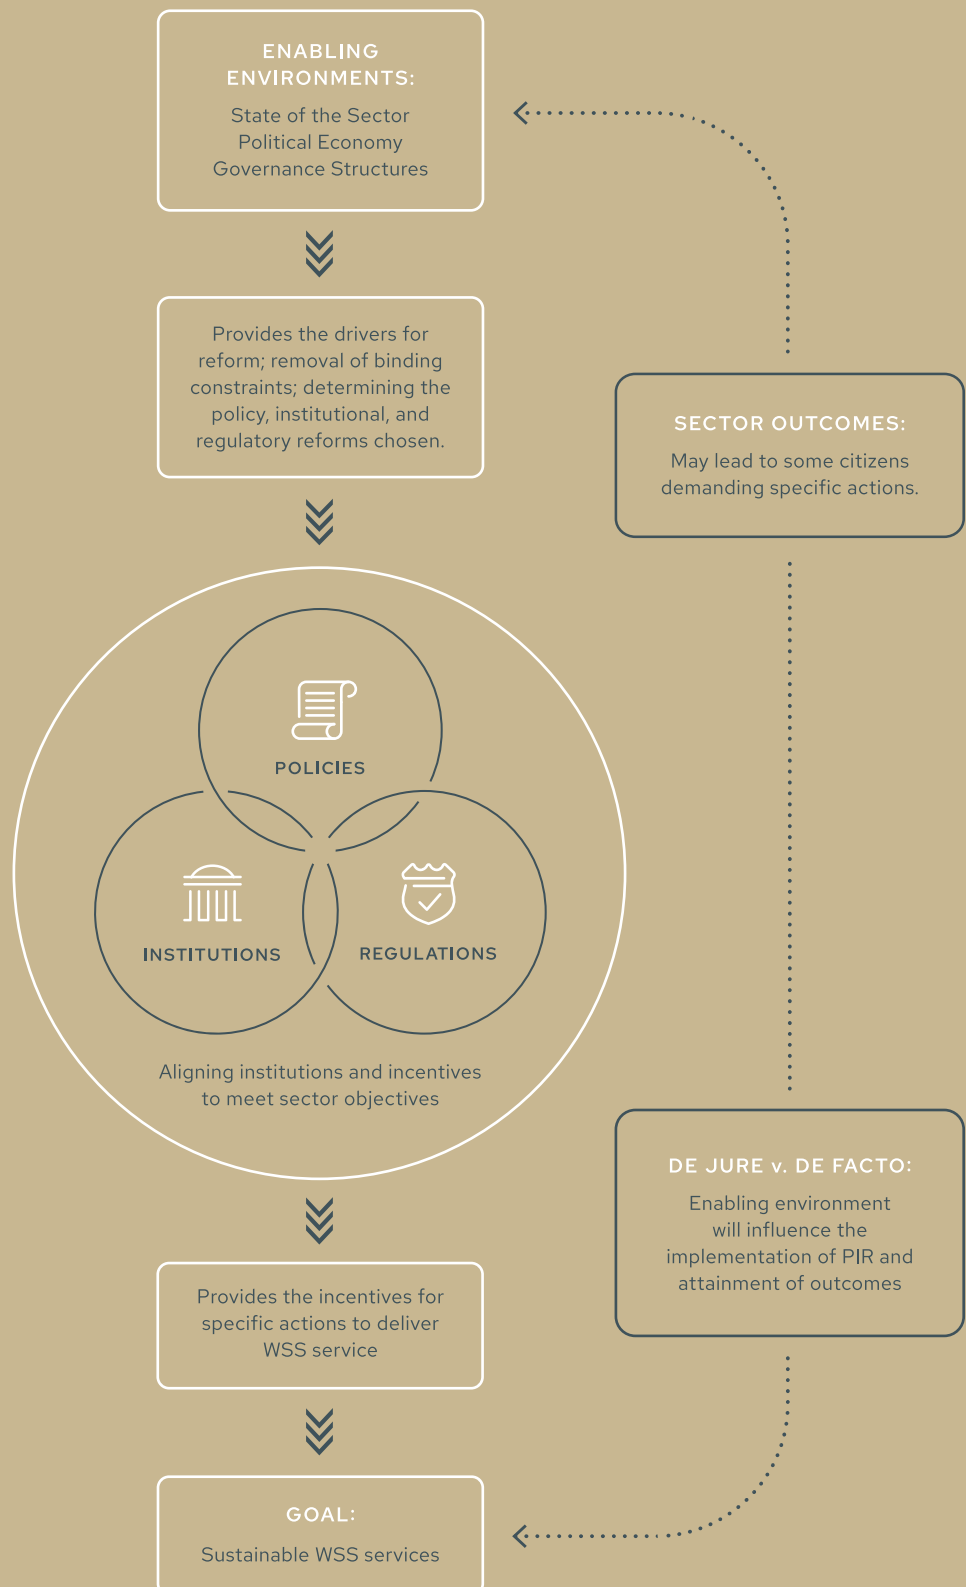 ENABLING
ENVIRONMENTS:
State of the Sector
Political Economy
Governance Structures
Provides the drivers for
reform; removal of binding
constraints; determining the
policy, institutional, and
regulatory reforms chosen.
SECTOR OUTCOMES:
May lead to some citizens
demanding specific actions.
POLICIES
INSTITUTIONS
REGULATIONS
Aligning institutions and incentives
to meet sector objectives
DE JURE v. DE FACTO:
Enabling environment
will influence the
implementation of PIR and
attainment of outcomes
Provides the incentives for
specific actions to deliver
WSS service
GOAL:
Sustainable WSS services